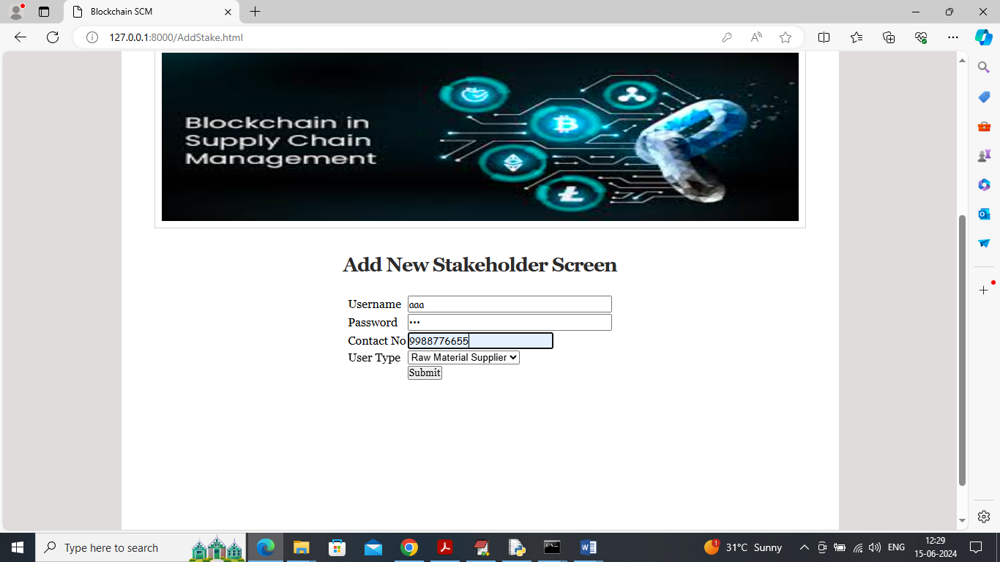 Blockchain SCM
127.0.0.1:8000/AddStake.html
Blockchain in
Supply Chain
Management
Add New Stakeholder Screen
Username aaa
Password •••
Contact No 9988776655
User Type Raw Material Supplier
Submit
Type here to search
1
31°C Sunny
ENG
12:29
15-06-2024